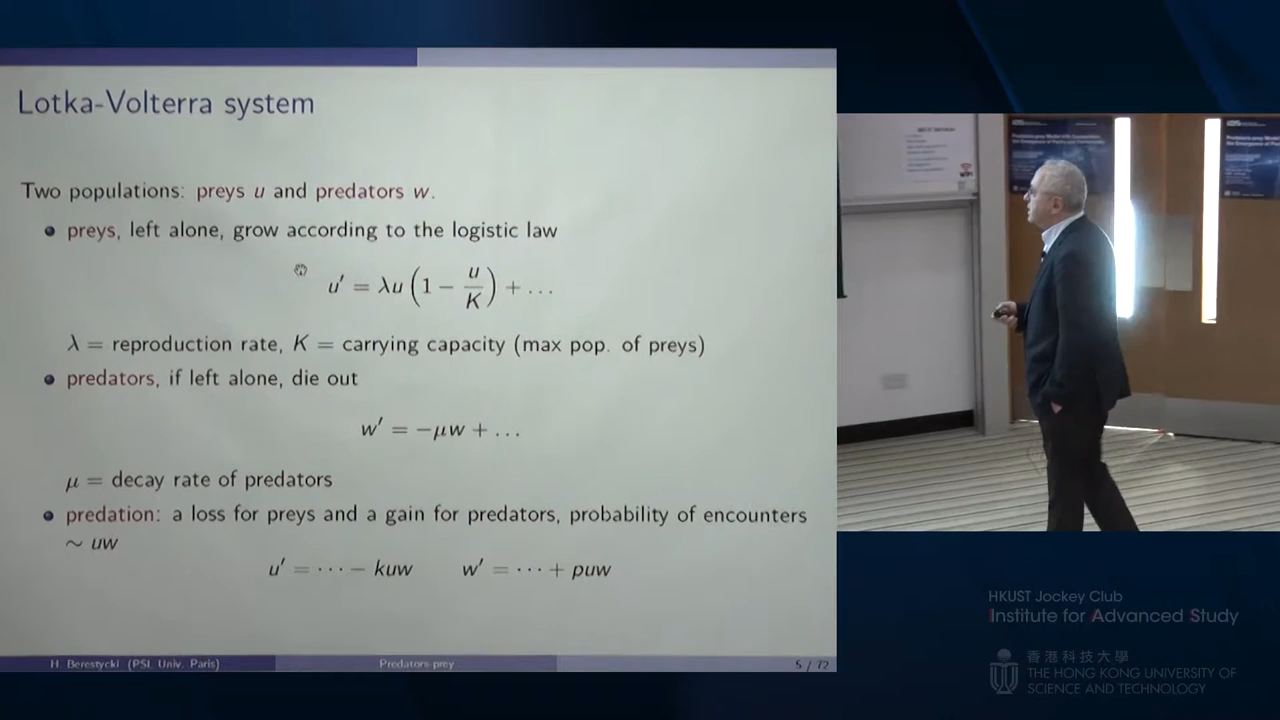 Lotka-Volterra system
Two populations: preys u and predators w.
preys, left alone, grow according to the logistic law
u′ = λu (1 − u/K) + …
λ = reproduction rate, K = carrying capacity (max pop. of preys)
predators, if left alone, die out
w′ = −μw + …
μ = decay rate of predators
predation: a loss for preys and a gain for predators, probability of encounters
∼ uw
u′ = ⋯ − kuw w′ = ⋯ + puw
H. Berestycki (PSL Univ. Paris) Predators-prey 5 / 72
HKUST Jockey Club
Institute for Advanced Study
香港科技大學
THE HONG KONG UNIVERSITY OF
SCIENCE AND TECHNOLOGY